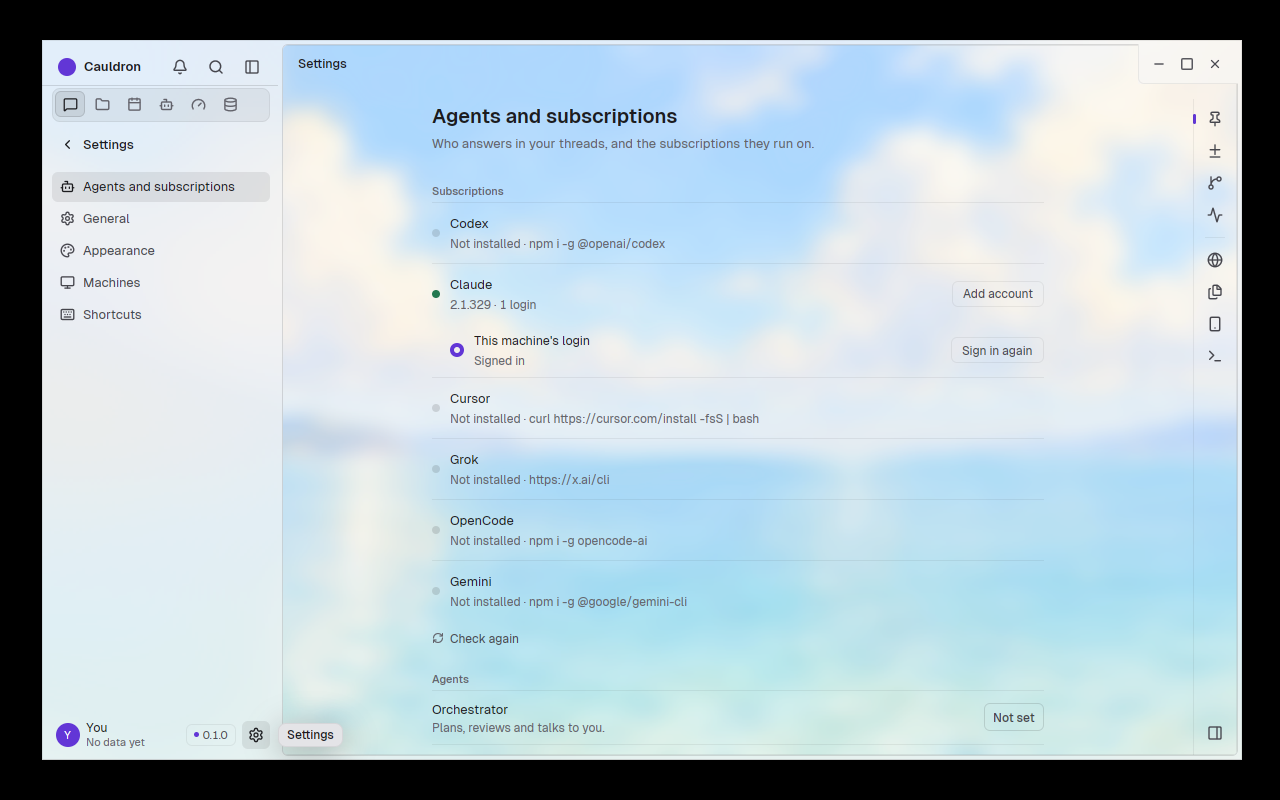 Cauldron
Settings
Agents and subscriptions
General
Appearance
Machines
Shortcuts
Y
You
No data yet
0.1.0
Settings
Settings
Agents and subscriptions
Who answers in your threads, and the subscriptions they run on.
Subscriptions
Codex
Not installed · npm i -g @openai/codex
Claude
2.1.329 · 1 login
Add account
This machine's login
Signed in
Sign in again
Cursor
Not installed · curl https://cursor.com/install -fsS | bash
Grok
Not installed · https://x.ai/cli
OpenCode
Not installed · npm i -g opencode-ai
Gemini
Not installed · npm i -g @google/gemini-cli
Check again
Agents
Orchestrator
Plans, reviews and talks to you.
Not set